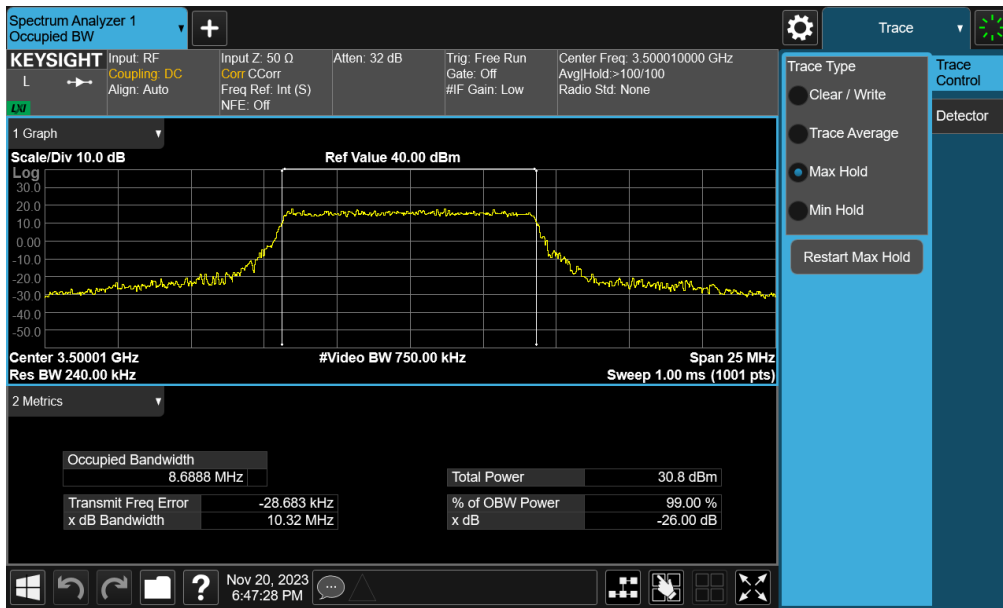 Spectrum Analyzer 1
Occupied BW
+
Trace
KEYSIGHT
L
LXI
Input: RF
Coupling: DC
Align: Auto
Input Z: 50 Ω
Corr CCorr
Freq Ref: Int (S)
NFE: Off
Atten: 32 dB
Trig: Free Run
Gate: Off
#IF Gain: Low
Center Freq: 3.500010000 GHz
Avg|Hold:>100/100
Radio Std: None
Trace Type
Clear / Write
Trace Average
Max Hold
Min Hold
Restart Max Hold
Trace
Control
Detector
1 Graph
Scale/Div 10.0 dB
Ref Value 40.00 dBm
Log
30.0
20.0
10.0
0.00
-10.0
-20.0
-30.0
-40.0
-50.0
Center 3.50001 GHz
#Video BW 750.00 kHz
Span 25 MHz
Res BW 240.00 kHz
Sweep 1.00 ms (1001 pts)
2 Metrics
Occupied Bandwidth
8.6888 MHz
Total Power 30.8 dBm
Transmit Freq Error -28.683 kHz
% of OBW Power 99.00 %
x dB Bandwidth 10.32 MHz
x dB -26.00 dB
?
Nov 20, 2023
6:47:28 PM